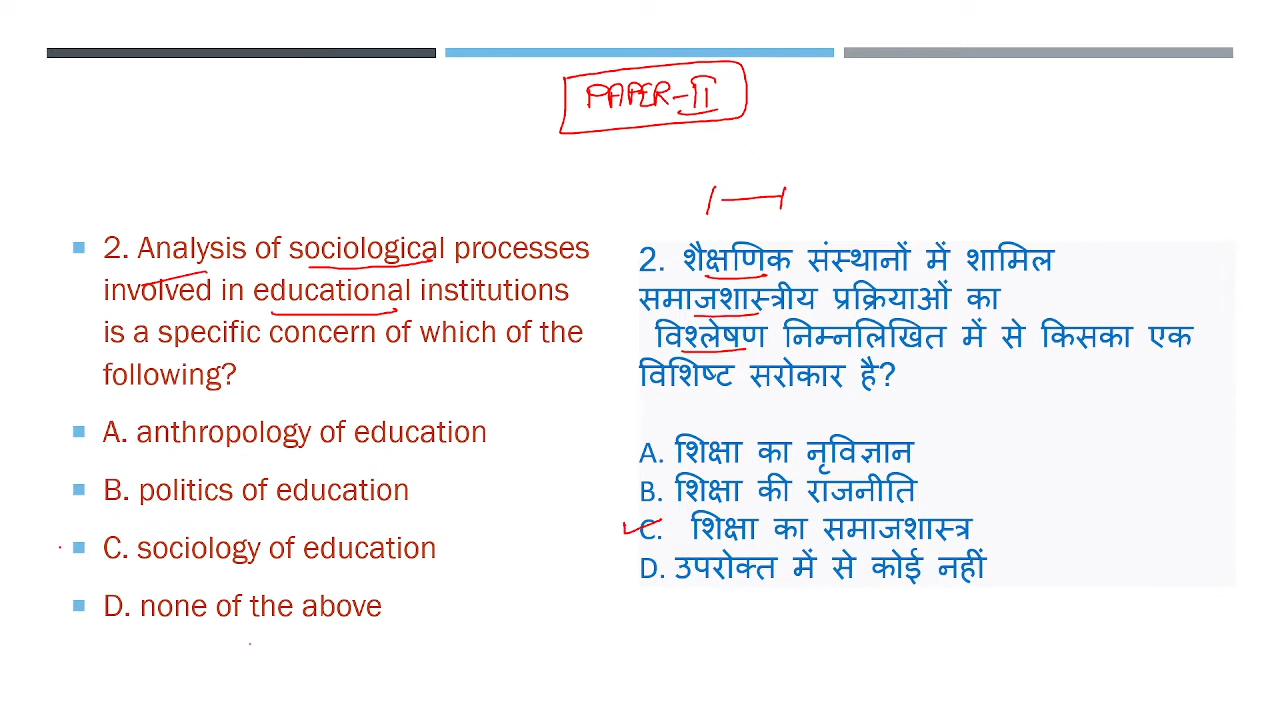 PAPER-II
2. Analysis of sociological processes
involved in educational institutions
is a specific concern of which of the
following?
A. anthropology of education
B. politics of education
C. sociology of education
D. none of the above
2. शैक्षणिक संस्थानों में शामिल
समाजशास्त्रीय प्रक्रियाओं का
विश्लेषण निम्नलिखित में से किसका एक
विशिष्ट सरोकार है?
A. शिक्षा का नृविज्ञान
B. शिक्षा की राजनीति
C. शिक्षा का समाजशास्त्र
D. उपरोक्त में से कोई नहीं